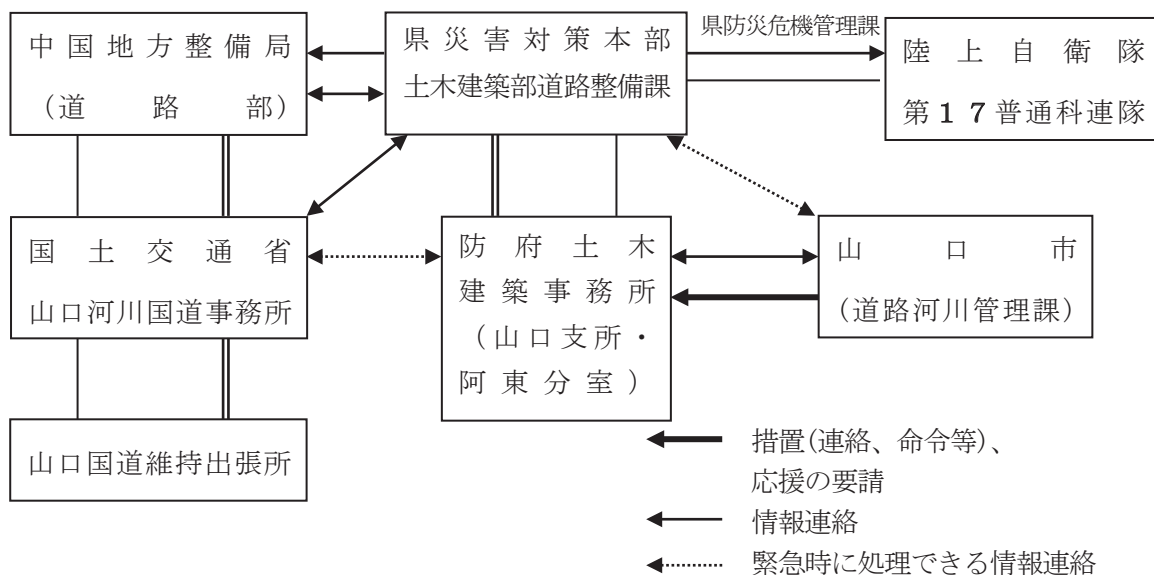 中国地方整備局
（道路部）
県災害対策本部
土木建築部道路整備課
県防災危機管理課
陸上自衛隊
第１７普通科連隊
国土交通省
山口河川国道事務所
防府土木
建築事務所
（山口支所・
阿東分室）
山口市
（道路河川管理課）
山口国道維持出張所
措置(連絡、命令等)、
応援の要請
情報連絡
緊急時に処理できる情報連絡